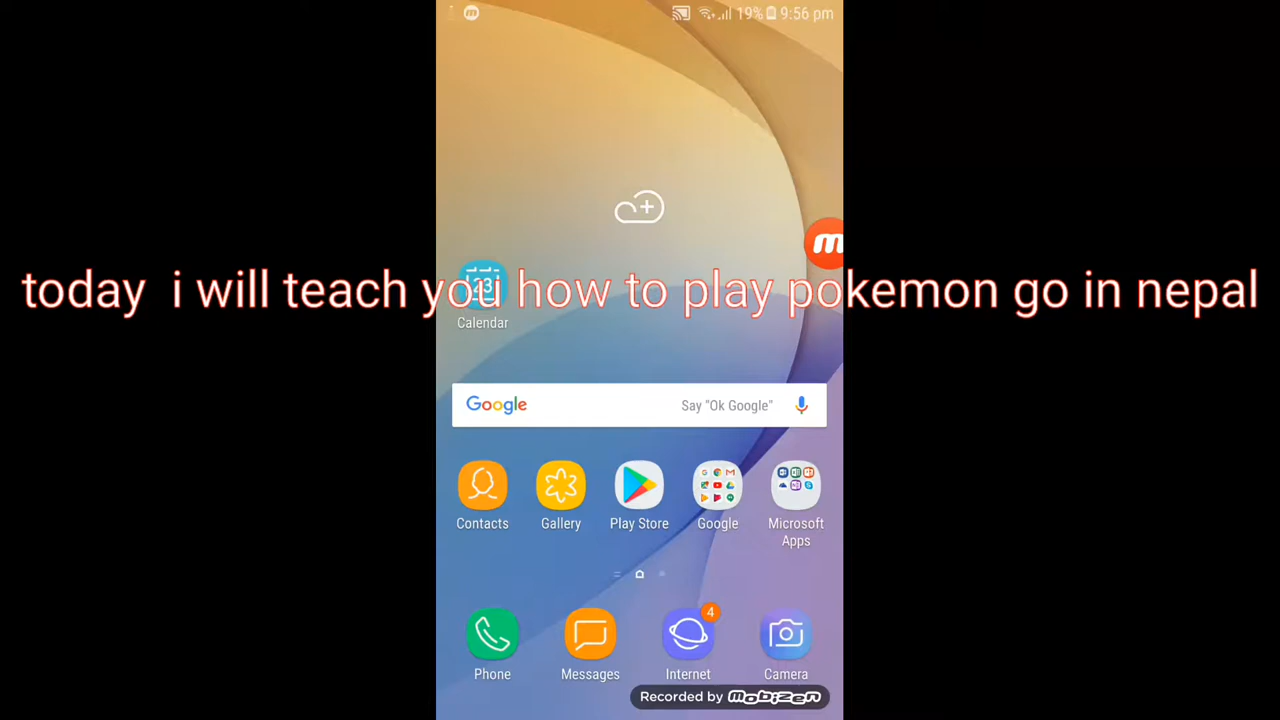 19% 9:56 pm
today i will teach you how to play pokemon go in nepal
23
Calendar
Google Say "Ok Google"
Contacts Gallery Play Store Google Microsoft Apps
4
Phone Messages Internet Camera
Recorded by mobizen